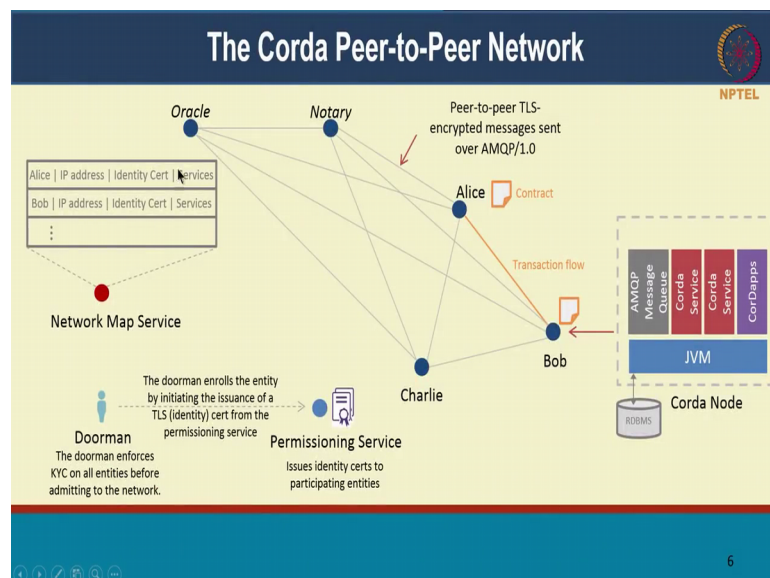 The Corda Peer-to-Peer Network
NPTEL
Oracle
Notary
Peer-to-peer TLS-
encrypted messages sent
over AMQP/1.0
Alice | IP address | Identity Cert | Services
Bob | IP address | Identity Cert | Services
⋮
Network Map Service
Alice
Contract
Transaction flow
Bob
Charlie
AMQP
Message
Queue
Corda
Service
Corda
Service
CorDapps
JVM
RDBMS
Corda Node
The doorman enrolls the entity
by initiating the issuance of a
TLS (identity) cert from the
permissioning service
Doorman
The doorman enforces
KYC on all entities before
admitting to the network.
Permissioning Service
Issues identity certs to
participating entities
6